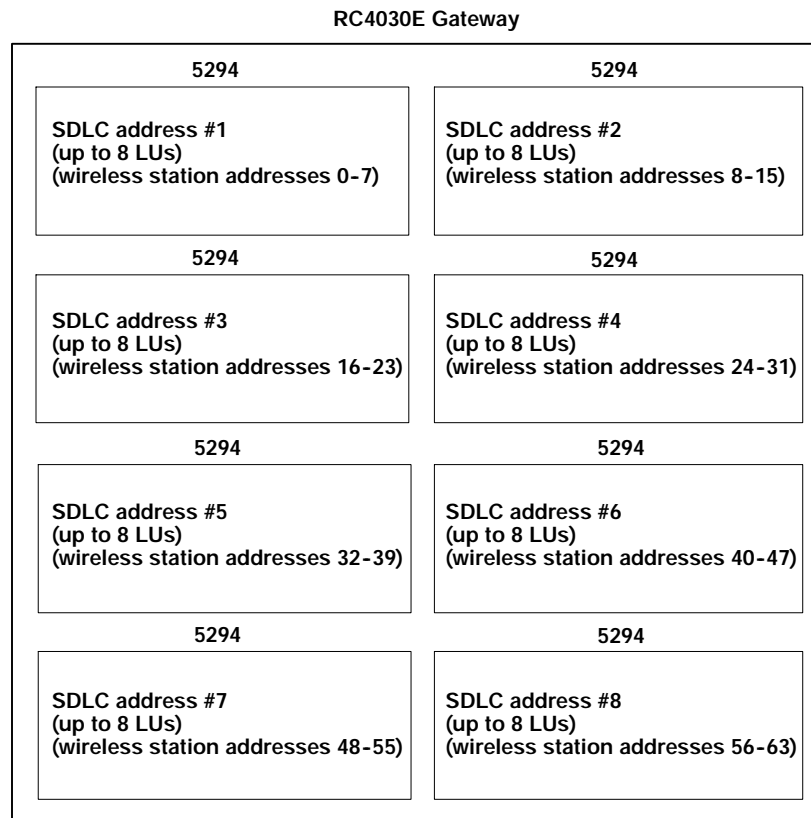 RC4030E Gateway
5294
SDLC address #1
(up to 8 LUs)
(wireless station addresses 0-7)
5294
SDLC address #2
(up to 8 LUs)
(wireless station addresses 8-15)
5294
SDLC address #3
(up to 8 LUs)
(wireless station addresses 16-23)
5294
SDLC address #4
(up to 8 LUs)
(wireless station addresses 24-31)
5294
SDLC address #5
(up to 8 LUs)
(wireless station addresses 32-39)
5294
SDLC address #6
(up to 8 LUs)
(wireless station addresses 40-47)
5294
SDLC address #7
(up to 8 LUs)
(wireless station addresses 48-55)
5294
SDLC address #8
(up to 8 LUs)
(wireless station addresses 56-63)